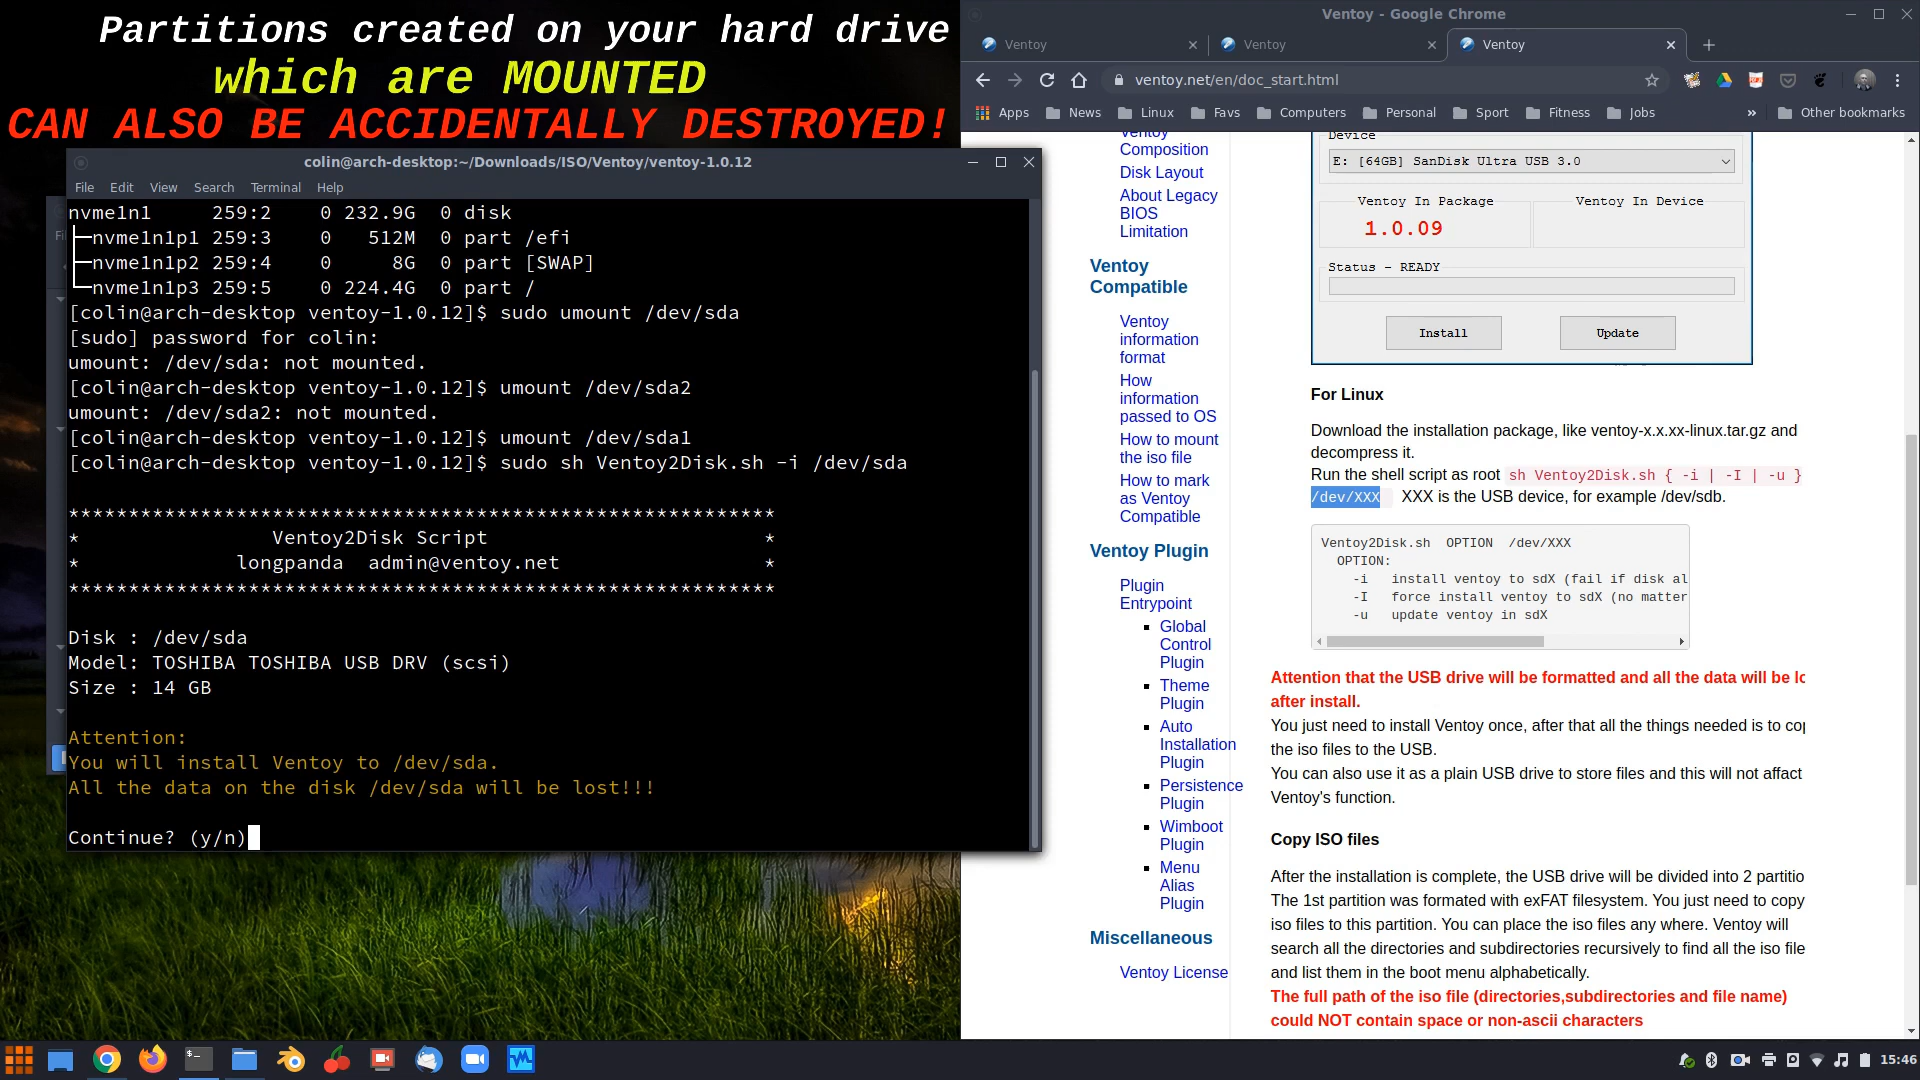 Partitions created on your hard drive
which are MOUNTED
CAN ALSO BE ACCIDENTALLY DESTROYED!
colin@arch-desktop:~/Downloads/ISO/Ventoy/ventoy-1.0.12
File Edit View Search Terminal Help
nvme1n1 259:2 0 232.9G 0 disk
├─nvme1n1p1 259:3 0 512M 0 part /efi
├─nvme1n1p2 259:4 0 8G 0 part [SWAP]
└─nvme1n1p3 259:5 0 224.4G 0 part /
[colin@arch-desktop ventoy-1.0.12]$ sudo umount /dev/sda
[sudo] password for colin:
umount: /dev/sda: not mounted.
[colin@arch-desktop ventoy-1.0.12]$ umount /dev/sda2
umount: /dev/sda2: not mounted.
[colin@arch-desktop ventoy-1.0.12]$ umount /dev/sda1
[colin@arch-desktop ventoy-1.0.12]$ sudo sh Ventoy2Disk.sh -i /dev/sda
***********************************************************
* Ventoy2Disk Script *
* longpanda admin@ventoy.net *
***********************************************************
Disk : /dev/sda
Model: TOSHIBA TOSHIBA USB DRV (scsi)
Size : 14 GB
Attention:
You will install Ventoy to /dev/sda.
All the data on the disk /dev/sda will be lost!!!
Continue? (y/n)
Ventoy - Google Chrome
Ventoy
Ventoy
Ventoy
ventoy.net/en/doc_start.html
Apps News Linux Favs Computers Personal Sport Fitness Jobs » Other bookmarks
Ventoy
Composition
Disk Layout
About Legacy
BIOS
Limitation
Ventoy
Compatible
Ventoy
information
format
How
information
passed to OS
How to mount
the iso file
How to mark
as Ventoy
Compatible
Ventoy Plugin
Plugin
Entrypoint
Global
Control
Plugin
Theme
Plugin
Auto
Installation
Plugin
Persistence
Plugin
Wimboot
Plugin
Menu
Alias
Plugin
Miscellaneous
Ventoy License
Device
E: [64GB] SanDisk Ultra USB 3.0
Ventoy In Package Ventoy In Device
1.0.09
Status - READY
Install Update
For Linux
Download the installation package, like ventoy-x.x.xx-linux.tar.gz and
decompress it.
Run the shell script as root sh Ventoy2Disk.sh { -i | -I | -u }
/dev/XXX XXX is the USB device, for example /dev/sdb.
Ventoy2Disk.sh OPTION /dev/XXX
OPTION:
-i install ventoy to sdX (fail if disk al
-I force install ventoy to sdX (no matter
-u update ventoy in sdX
Attention that the USB drive will be formatted and all the data will be lo
after install.
You just need to install Ventoy once, after that all the things needed is to cop
the iso files to the USB.
You can also use it as a plain USB drive to store files and this will not affact
Ventoy's function.
Copy ISO files
After the installation is complete, the USB drive will be divided into 2 partitio
The 1st partition was formated with exFAT filesystem. You just need to copy
iso files to this partition. You can place the iso files any where. Ventoy will
search all the directories and subdirectories recursively to find all the iso file
and list them in the boot menu alphabetically.
The full path of the iso file (directories,subdirectories and file name)
could NOT contain space or non-ascii characters
15:46